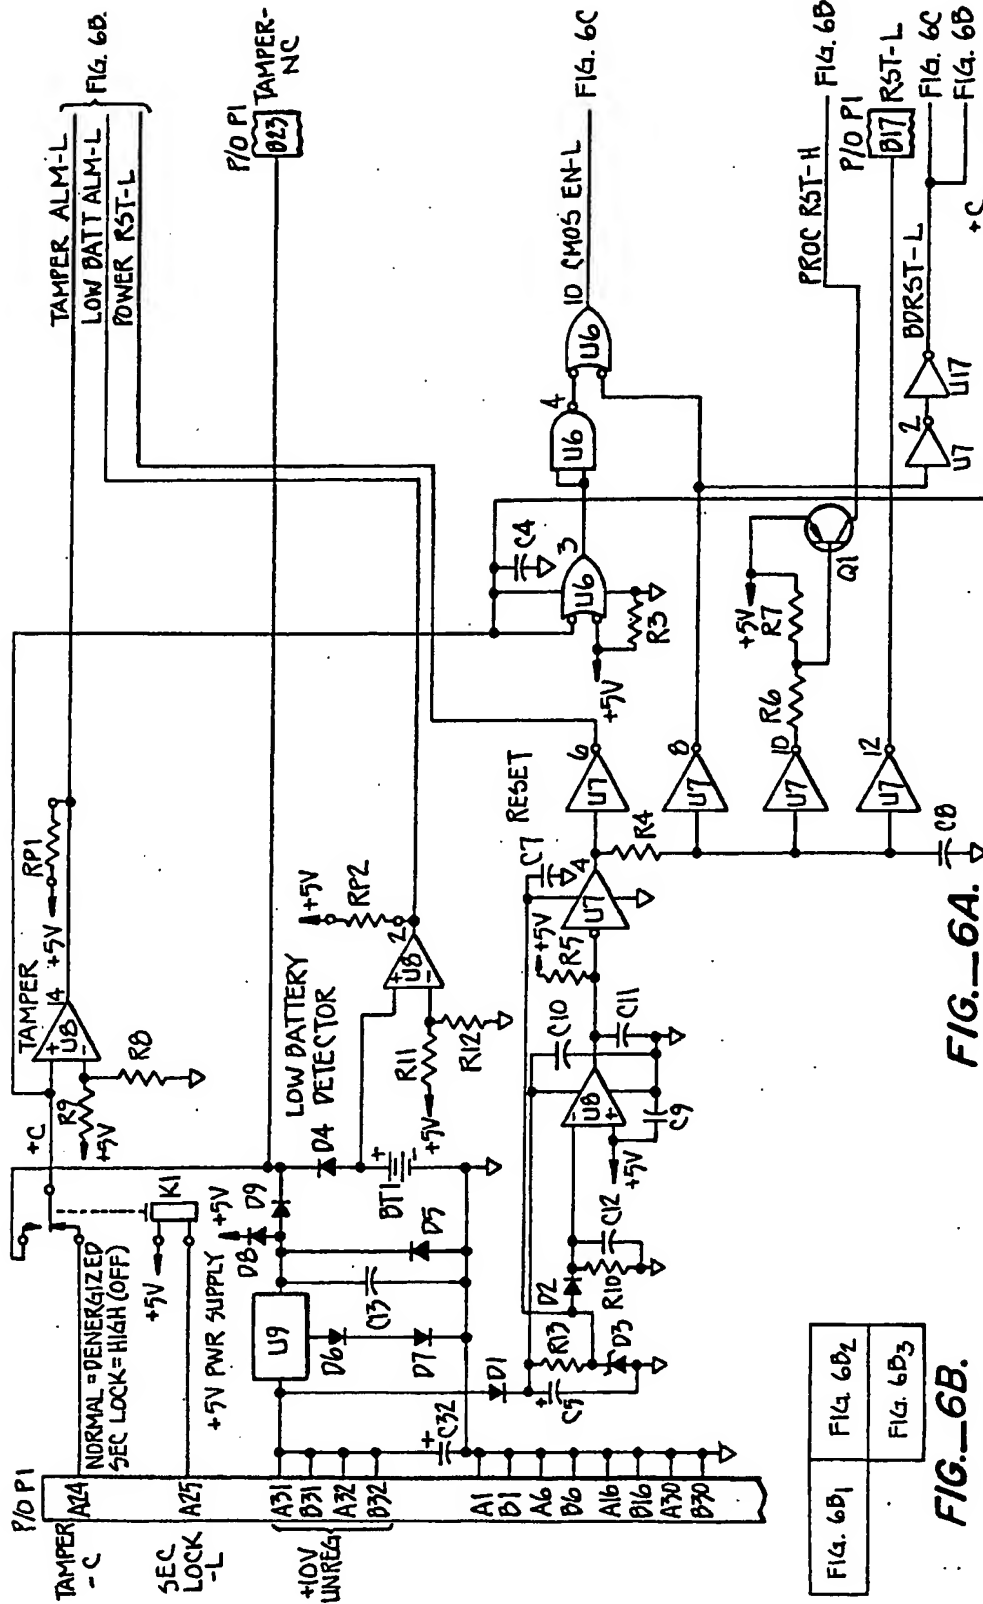 P/O P1
TAMPER
-C
A24
NORMAL = DENERGIZED
SEC LOCK = HIGH (OFF)
SEC
LOCK
-L
A25
+5V
K1
+10V
UNREG
A31
B31
A32
B32
A1
B1
A6
B6
A16
B16
A30
B30
+5V PWR SUPPLY
U9
D8
+5V
D9
D6
D7
C13
D5
C32
+
D4
BT1
+
-
D1
+
C5
R13
D3
D2
R10
C12
+C
TAMPER
+
U8
-
14
R9
+5V
R8
+5V
RP1
LOW BATTERY
DETECTOR
+5V
RP2
+
U8
-
2
R11
+5V
R12
-
U8
+
+5V
C9
C10
C11
+5V
R5
U7
4
C7
RESET
U7
6
R4
U7
8
U7
10
U7
12
C8
R6
R7
+5V
Q1
+5V
R3
U6
3
C4
U6
4
U6
10
CMOS EN-L
FIG. 6C
TAMPER ALM-L
LOW BATT ALM-L
POWER RST-L
FIG. 6B
P/O P1
B23
TAMPER-
NC
PROC RST-H
FIG. 6B
P/O P1
B17
RST-L
U7
2
U17
BDRST-L
FIG. 6C
FIG. 6B
+C
FIG._6A.
FIG. 6B1
FIG. 6B2
FIG. 6B3
FIG._6B.